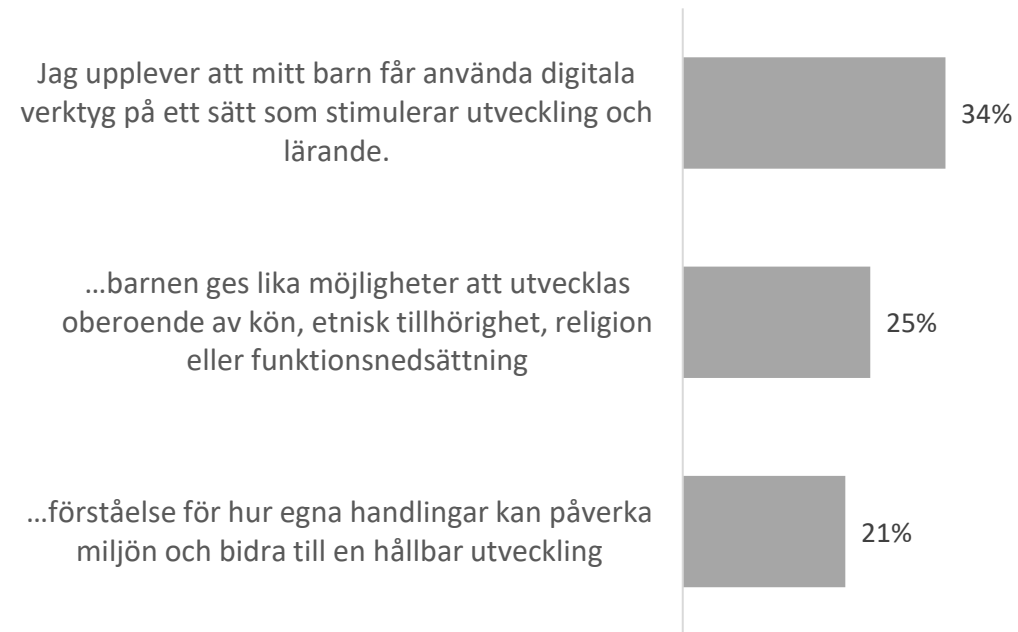 Jag upplever att mitt barn får använda digitala
verktyg på ett sätt som stimulerar utveckling och
lärande.
34%
…barnen ges lika möjligheter att utvecklas
oberoende av kön, etnisk tillhörighet, religion
eller funktionsnedsättning
25%
…förståelse för hur egna handlingar kan påverka
miljön och bidra till en hållbar utveckling
21%